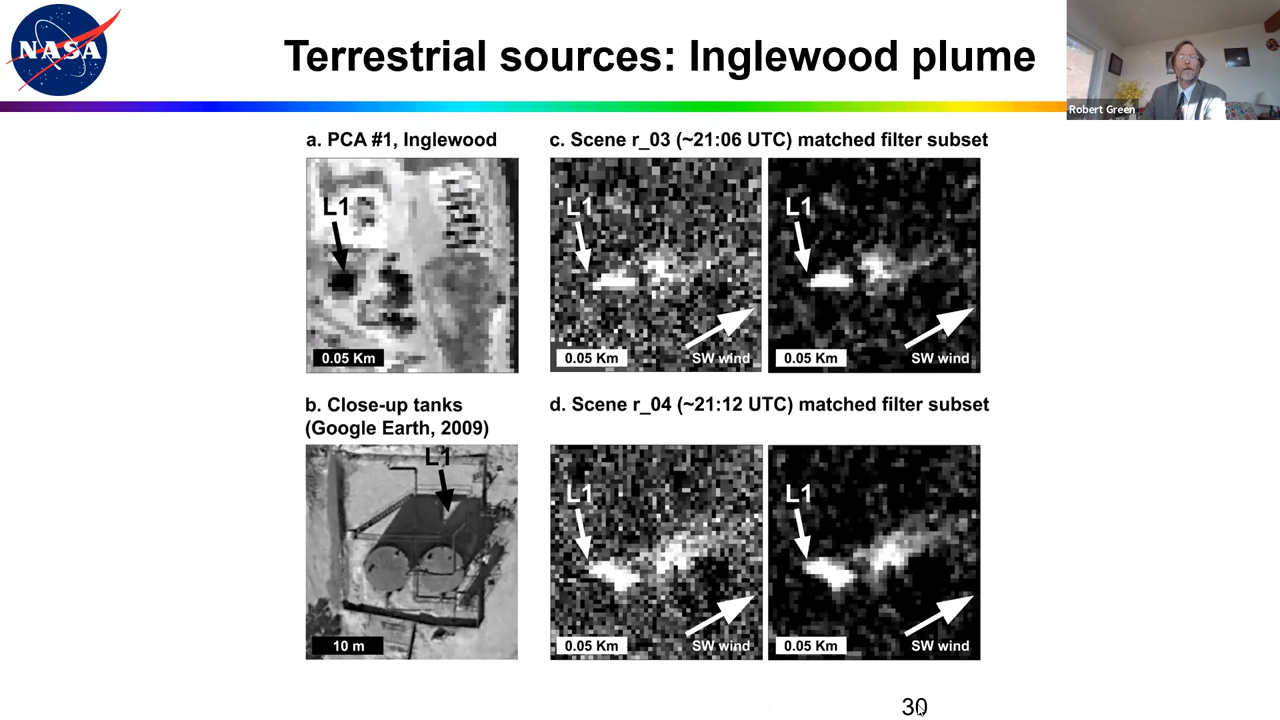 NASA
Terrestrial sources: Inglewood plume
Robert Green
a. PCA #1, Inglewood
L1
0.05 Km
c. Scene r_03 (~21:06 UTC) matched filter subset
L1
0.05 Km
SW wind
L1
0.05 Km
SW wind
b. Close-up tanks
(Google Earth, 2009)
L1
10 m
d. Scene r_04 (~21:12 UTC) matched filter subset
L1
0.05 Km
SW wind
L1
0.05 Km
SW wind
30